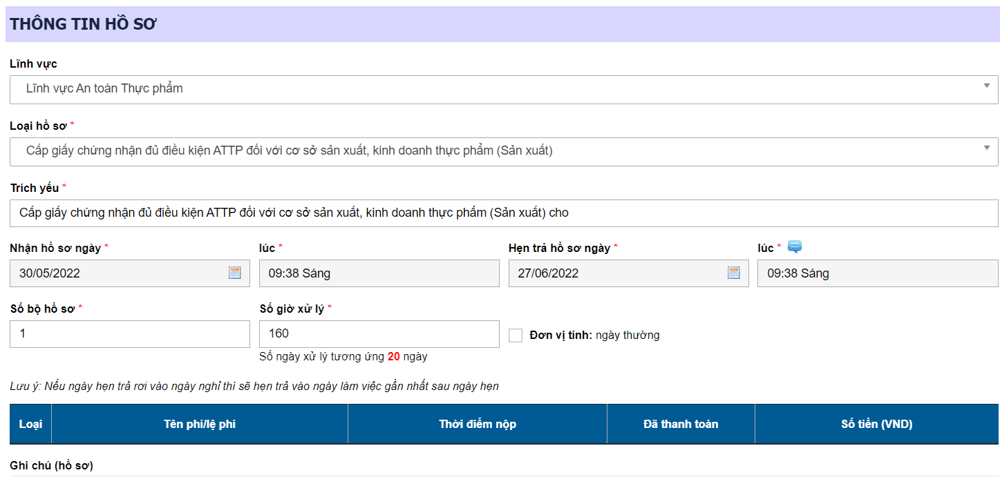 THÔNG TIN HỒ SƠ
Lĩnh vực
Lĩnh vực An toàn Thực phẩm
Loại hồ sơ *
Cấp giấy chứng nhận đủ điều kiện ATTP đối với cơ sở sản xuất, kinh doanh thực phẩm (Sản xuất)
Trích yếu *
Cấp giấy chứng nhận đủ điều kiện ATTP đối với cơ sở sản xuất, kinh doanh thực phẩm (Sản xuất) cho
Nhận hồ sơ ngày * lúc * Hẹn trả hồ sơ ngày * lúc *
30/05/2022 09:38 Sáng 27/06/2022 09:38 Sáng
Số bộ hồ sơ * Số giờ xử lý *
1 160 Đơn vị tính: ngày thường
Số ngày xử lý tương ứng 20 ngày
Lưu ý: Nếu ngày hẹn trả rơi vào ngày nghỉ thì sẽ hẹn trả vào ngày làm việc gần nhất sau ngày hẹn
Loại Tên phí/lệ phí Thời điểm nộp Đã thanh toán Số tiền (VND)
Ghi chú (hồ sơ)